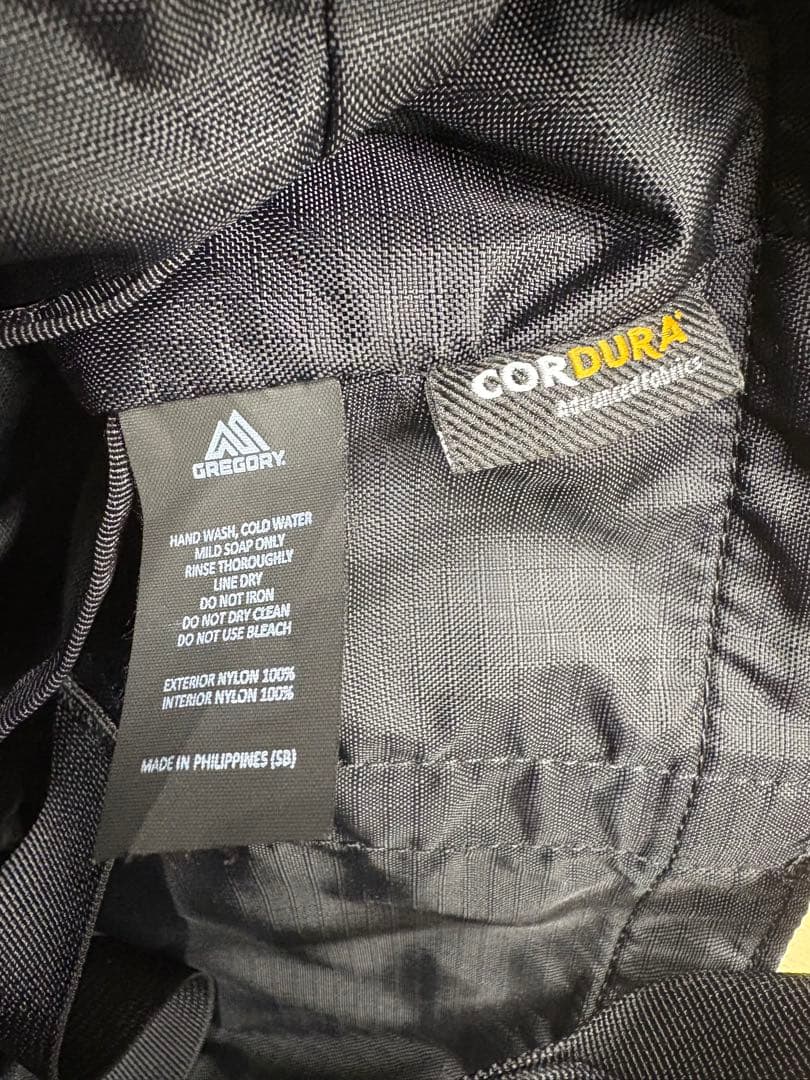 CORDURA®
Advanced Fabrics
GREGORY.
HAND WASH, COLD WATER
MILD SOAP ONLY
RINSE THOROUGHLY
LINE DRY
DO NOT IRON
DO NOT DRY CLEAN
DO NOT USE BLEACH
EXTERIOR NYLON 100%
INTERIOR NYLON 100%
MADE IN PHILIPPINES (SB)